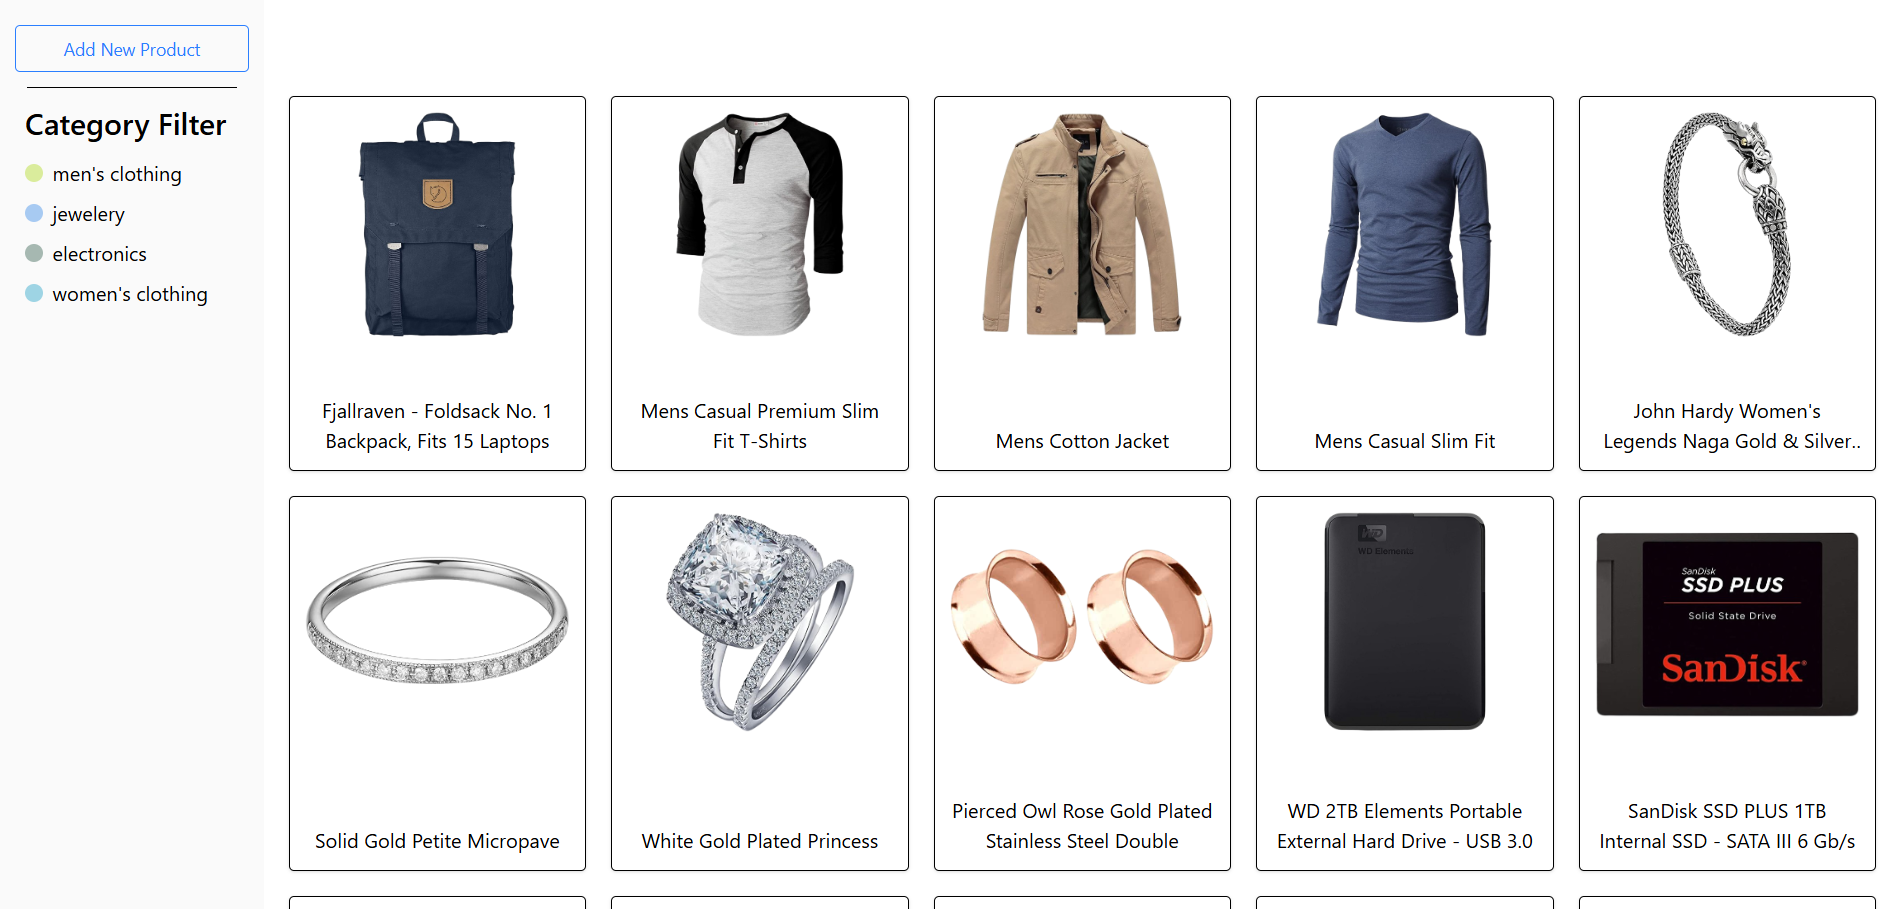 Add New Product
Category Filter
men's clothing
jewelery
electronics
women's clothing
Fjallraven - Foldsack No. 1
Backpack, Fits 15 Laptops
Mens Casual Premium Slim
Fit T-Shirts
Mens Cotton Jacket
Mens Casual Slim Fit
John Hardy Women's
Legends Naga Gold & Silver..
Solid Gold Petite Micropave
White Gold Plated Princess
Pierced Owl Rose Gold Plated
Stainless Steel Double
WD
WD Elements
WD 2TB Elements Portable
External Hard Drive - USB 3.0
SanDisk
SSD PLUS
Solid State Drive
SanDisk®
SanDisk SSD PLUS 1TB
Internal SSD - SATA III 6 Gb/s